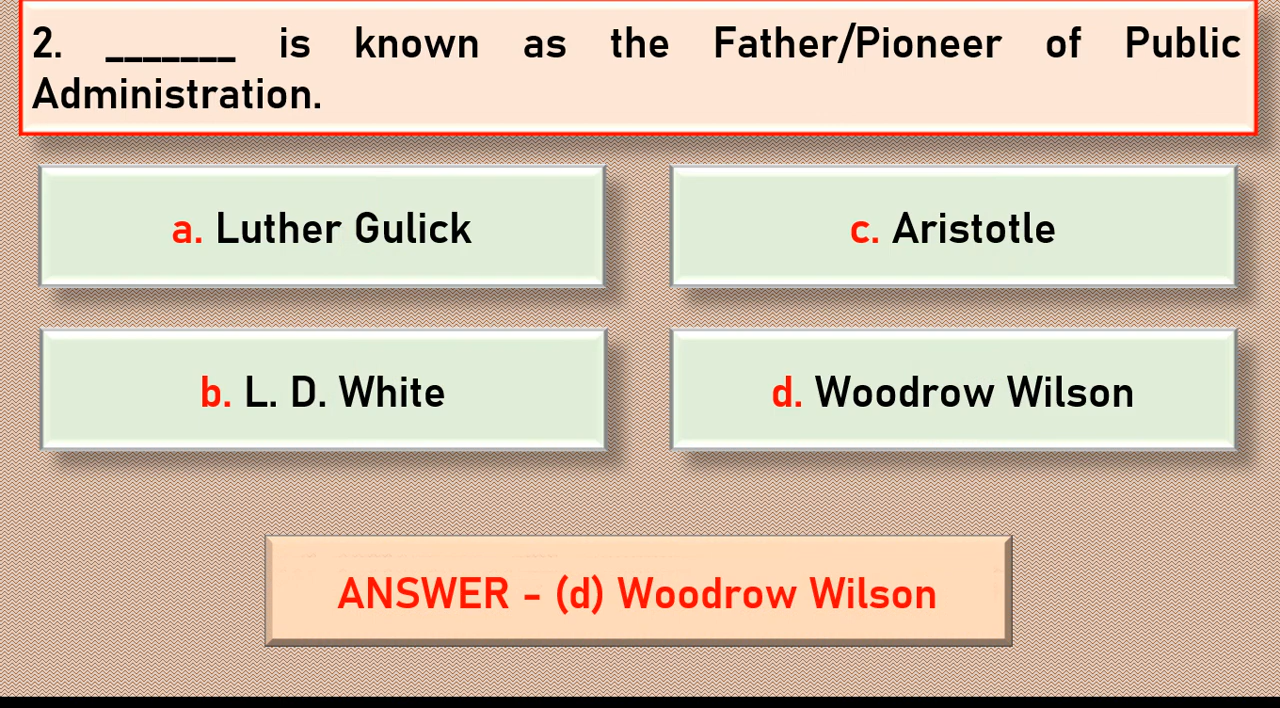 2. _______ is known as the Father/Pioneer of Public
Administration.
a. Luther Gulick
c. Aristotle
b. L. D. White
d. Woodrow Wilson
ANSWER - (d) Woodrow Wilson